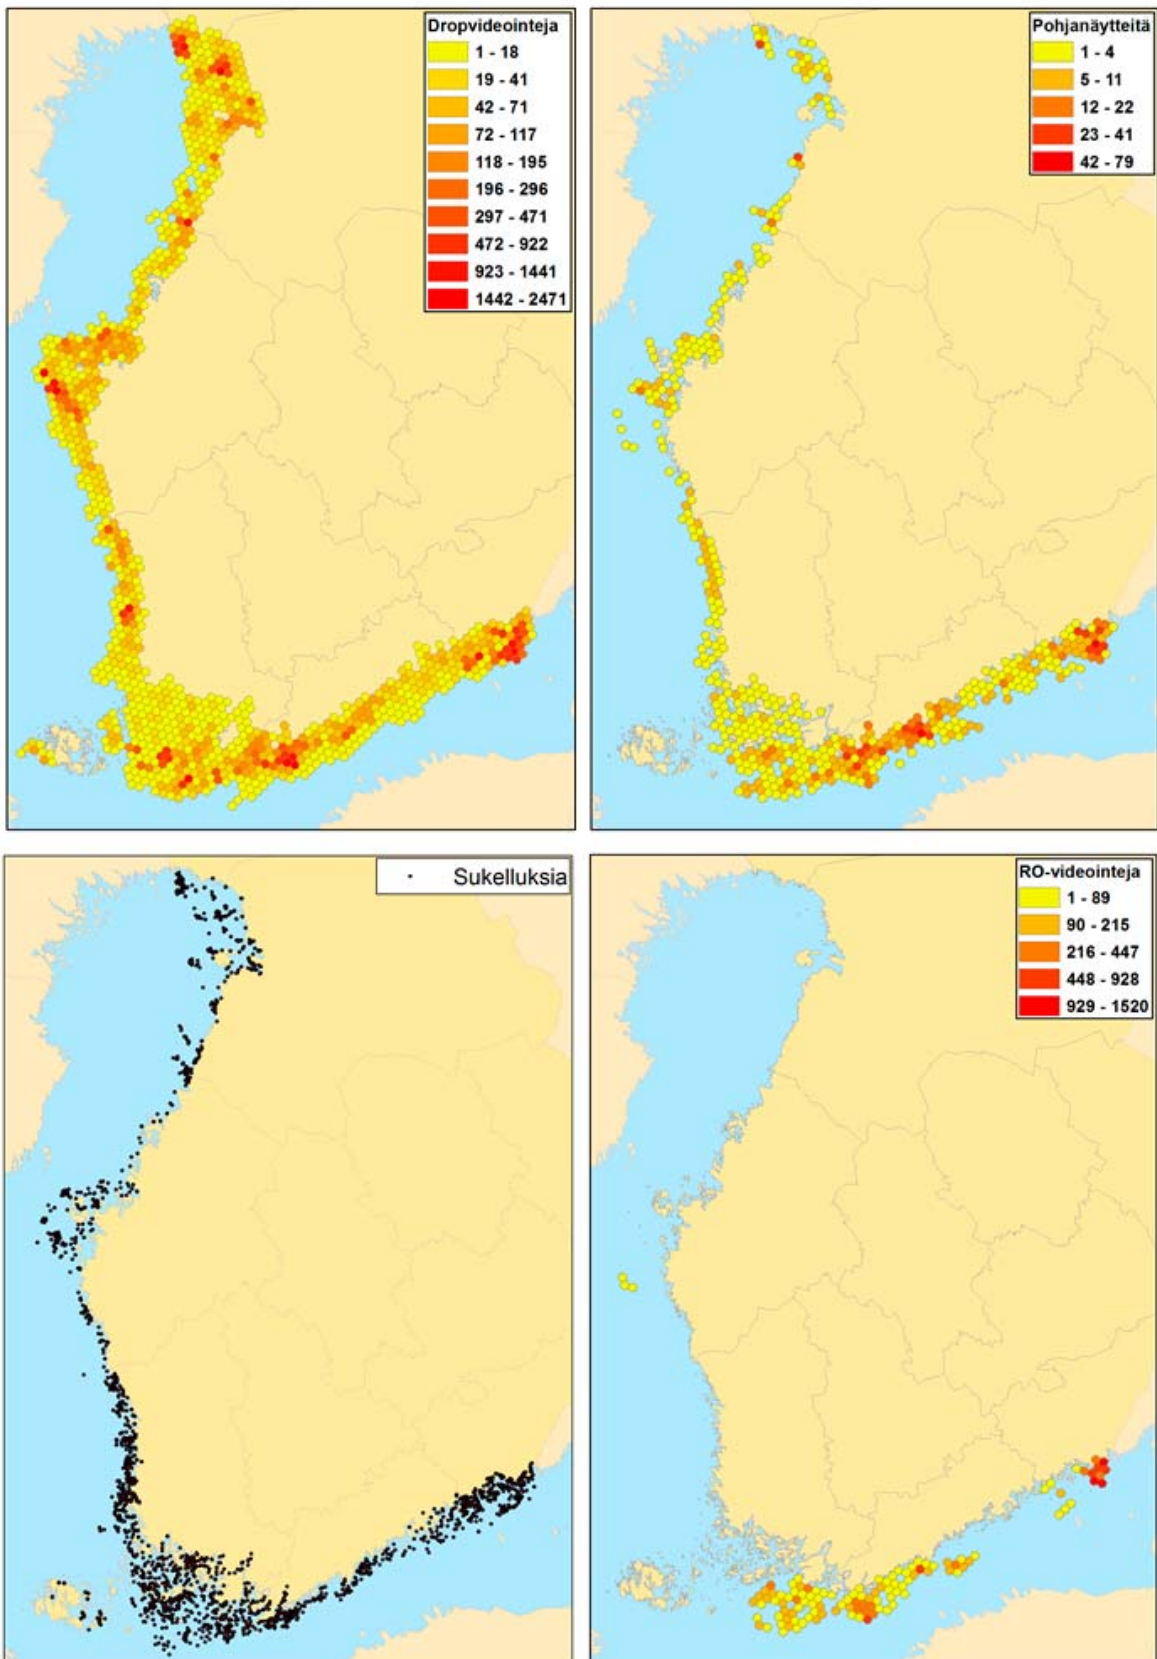 Dropvideointeja
1 - 18
19 - 41
42 - 71
72 - 117
118 - 195
196 - 296
297 - 471
472 - 922
923 - 1441
1442 - 2471
Pohjanäytteitä
1 - 4
5 - 11
12 - 22
23 - 41
42 - 79
Sukelluksia
RO-videointeja
1 - 89
90 - 215
216 - 447
448 - 928
929 - 1520